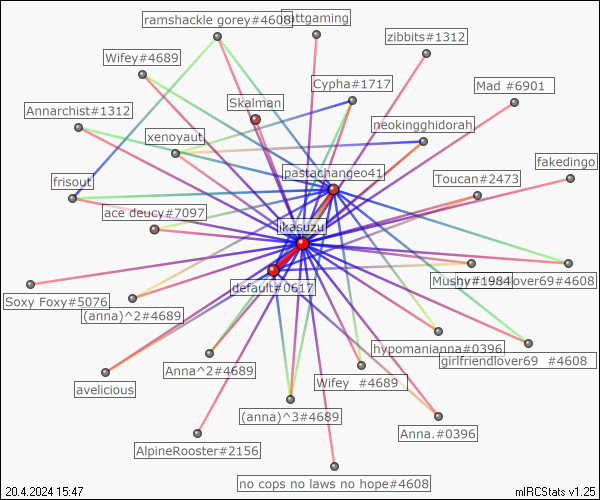 ramshackle gorey#4608
mttgaming
zibbits#1312
Wifey#4689
Cypha#1717
Mad #6901
Skalman
Annarchist#1312
neokingghidorah
xenoyaut
fakedingo
pastachangeo41
Toucan#2473
frisout
ace deucy#7097
ikasuzu
Mushy#1984
lover69#4608
default#0617
Soxy Foxy#5076
(anna)^2#4689
hypomanianna#0396
girlfriendlover69 #4608
Anna^2#4689
Wifey #4689
avelicious
(anna)^3#4689
Anna.#0396
AlpineRooster#2156
no cops no laws no hope#4608
20.4.2024 15:47
mIRCStats v1.25